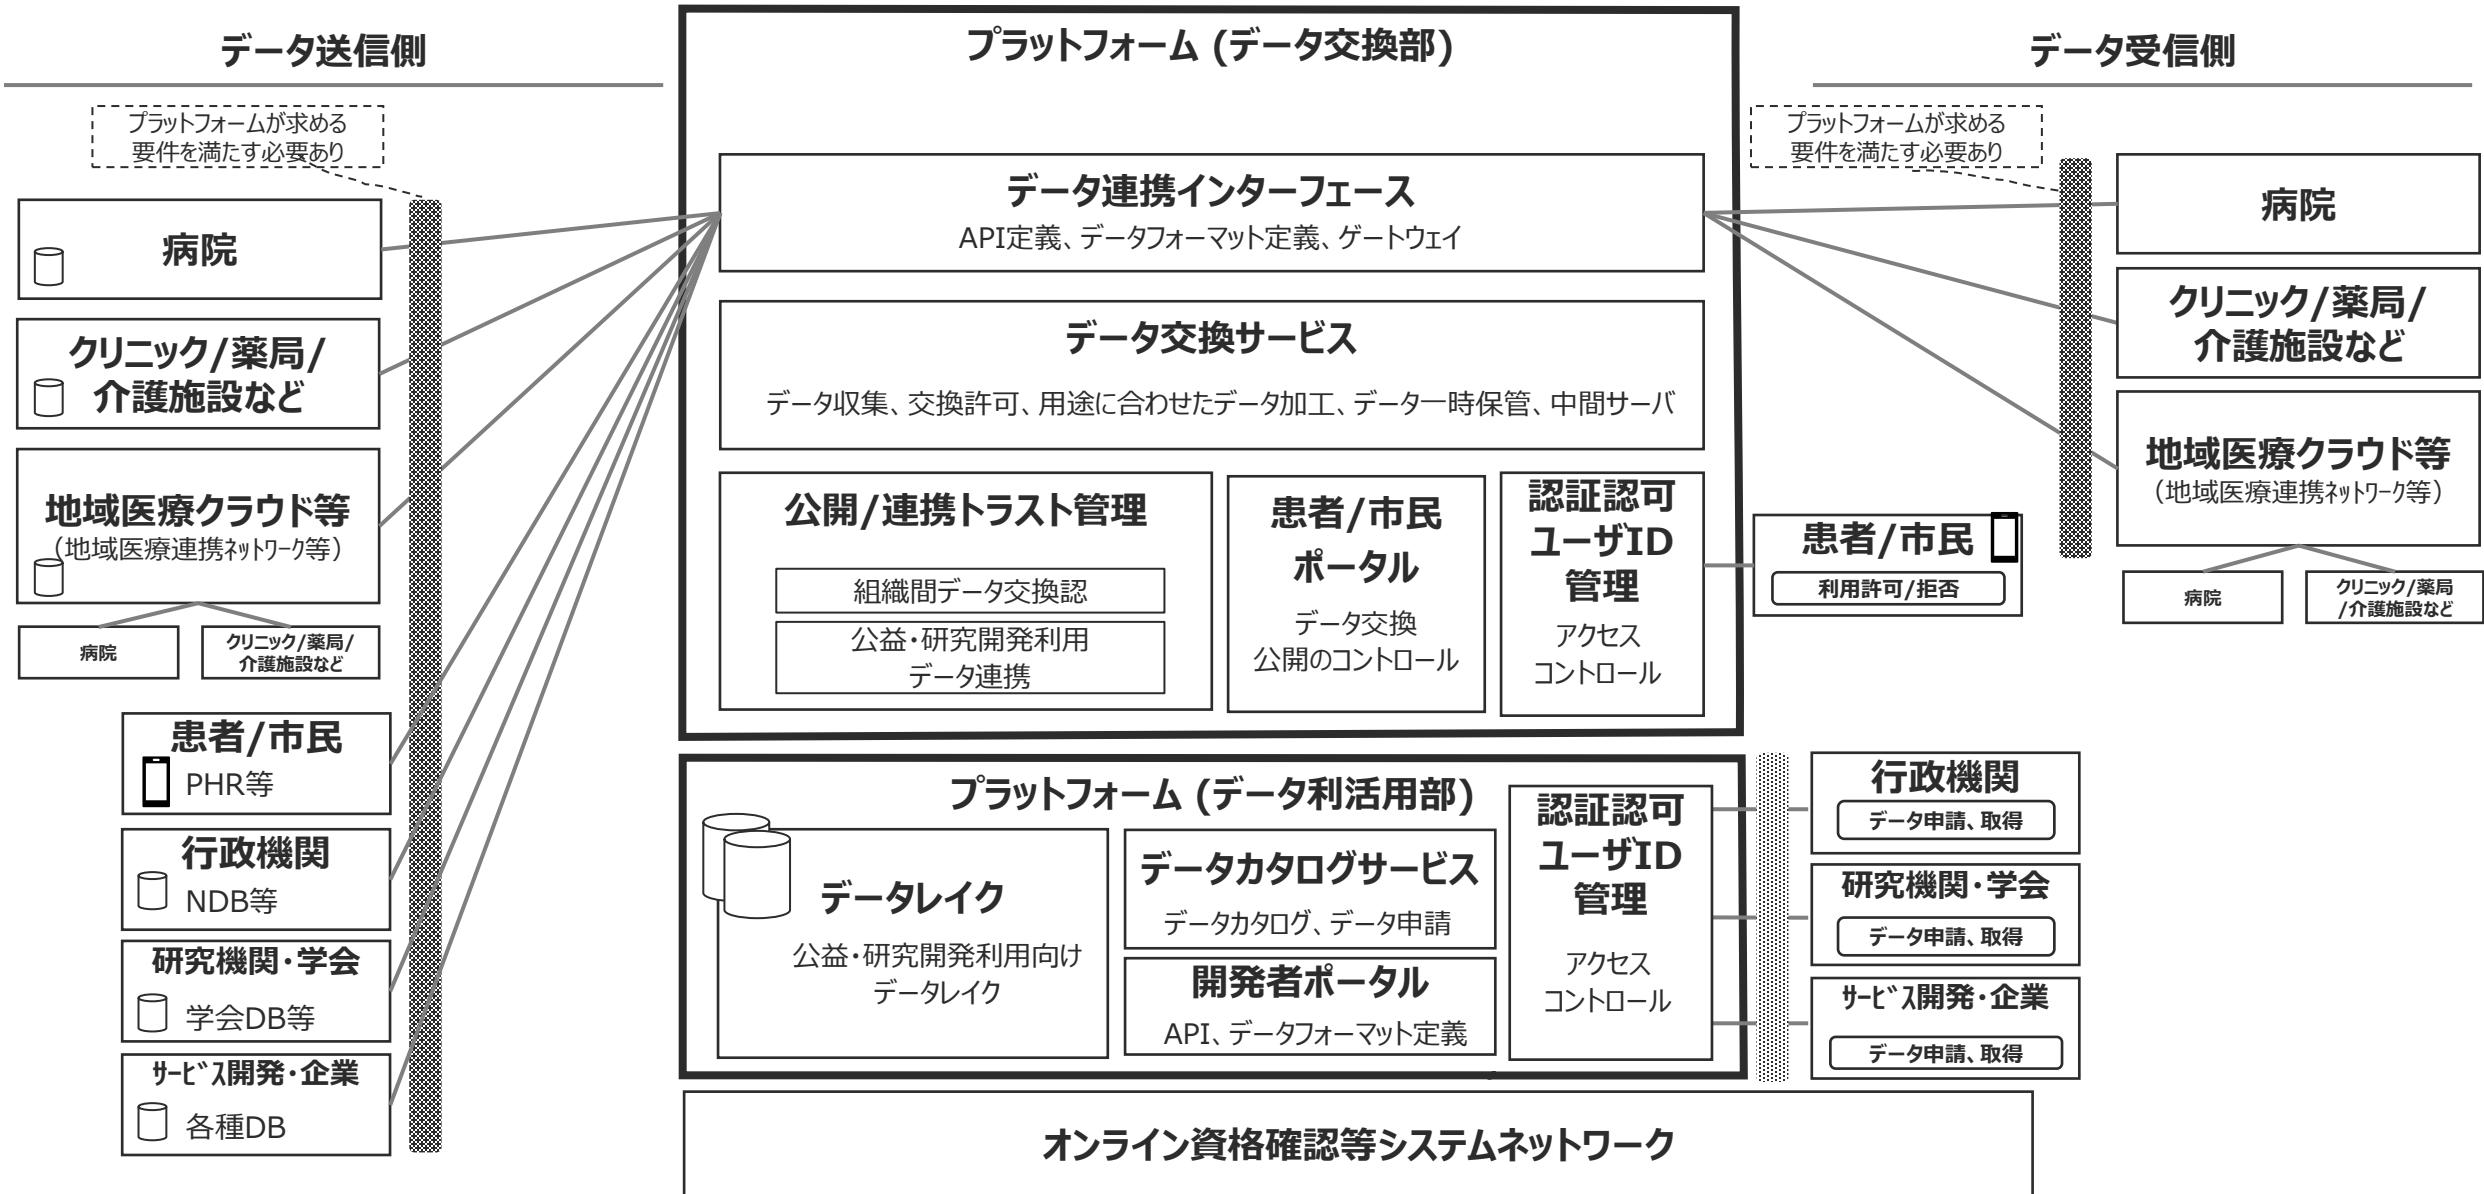 データ送信側
プラットフォームが求める
要件を満たす必要あり
病院
クリニック/薬局/
介護施設など
地域医療クラウド等
（地域医療連携ネットワーク等）
病院
クリニック/薬局/
介護施設など
患者/市民
PHR等
行政機関
NDB等
研究機関・学会
学会DB等
サービス開発・企業
各種DB
プラットフォーム (データ交換部)
データ連携インターフェース
API定義、データフォーマット定義、ゲートウェイ
データ交換サービス
データ収集、交換許可、用途に合わせたデータ加工、データ一時保管、中間サーバ
公開/連携トラスト管理
組織間データ交換認
公益・研究開発利用
データ連携
患者/市民
ポータル
データ交換
公開のコントロール
認証認可
ユーザID
管理
アクセス
コントロール
プラットフォーム (データ利活用部)
データレイク
公益・研究開発利用向け
データレイク
データカタログサービス
データカタログ、データ申請
開発者ポータル
API、データフォーマット定義
認証認可
ユーザID
管理
アクセス
コントロール
オンライン資格確認等システムネットワーク
データ受信側
プラットフォームが求める
要件を満たす必要あり
病院
クリニック/薬局/
介護施設など
地域医療クラウド等
（地域医療連携ネットワーク等）
病院
クリニック/薬局
/介護施設など
患者/市民
利用許可/拒否
行政機関
データ申請、取得
研究機関・学会
データ申請、取得
サービス開発・企業
データ申請、取得